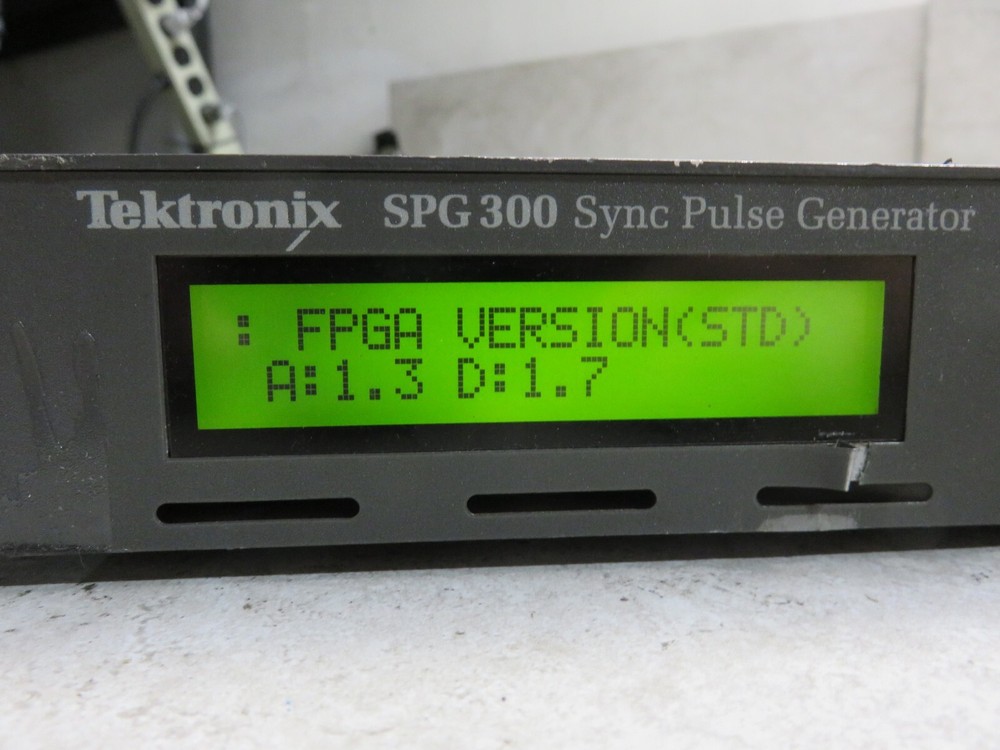 Tektronix SPG 300 Sync Pulse Generator
: FPGA VERSION(STD)
A:1.3 D:1.7